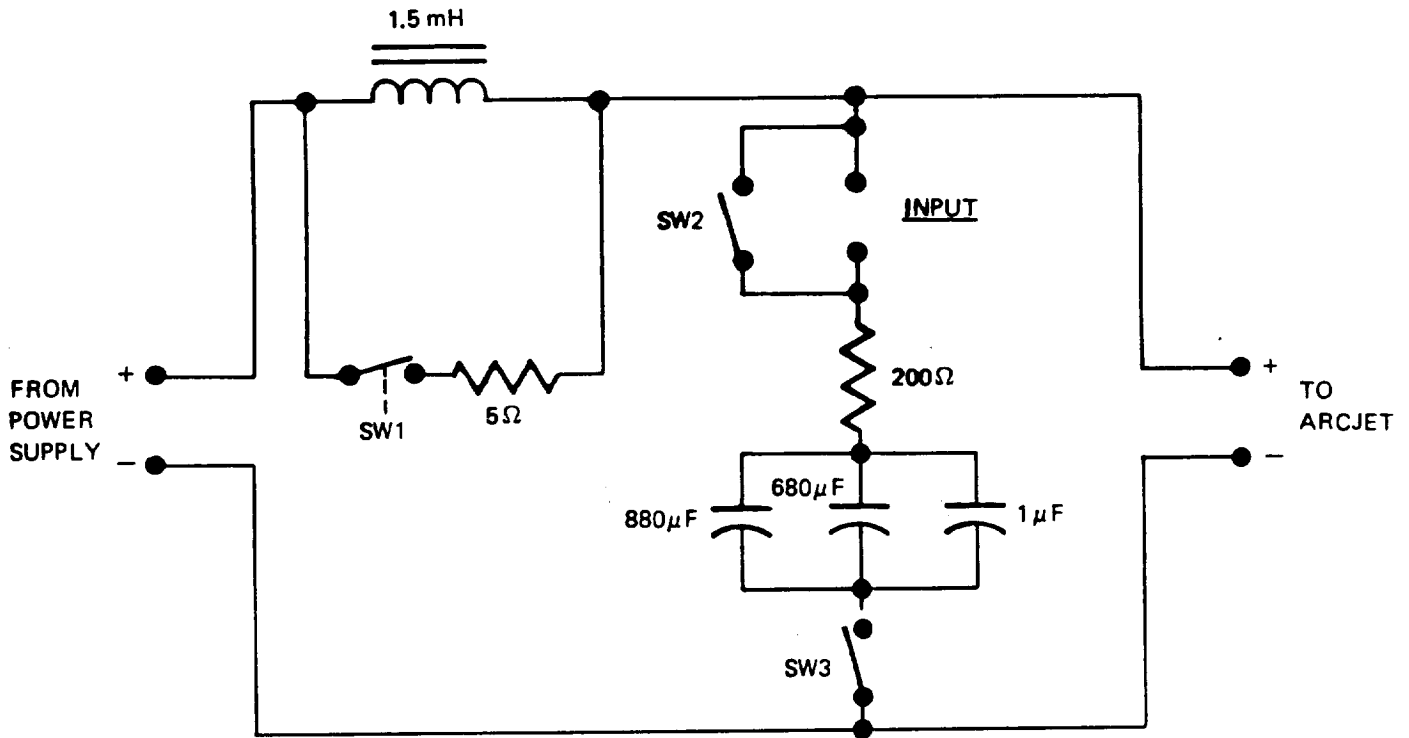 1.5 mH
SW2
INPUT
+
FROM
POWER
SUPPLY
−
SW1
5Ω
200Ω
+
TO
ARCJET
−
880μF
680μF
1μF
SW3